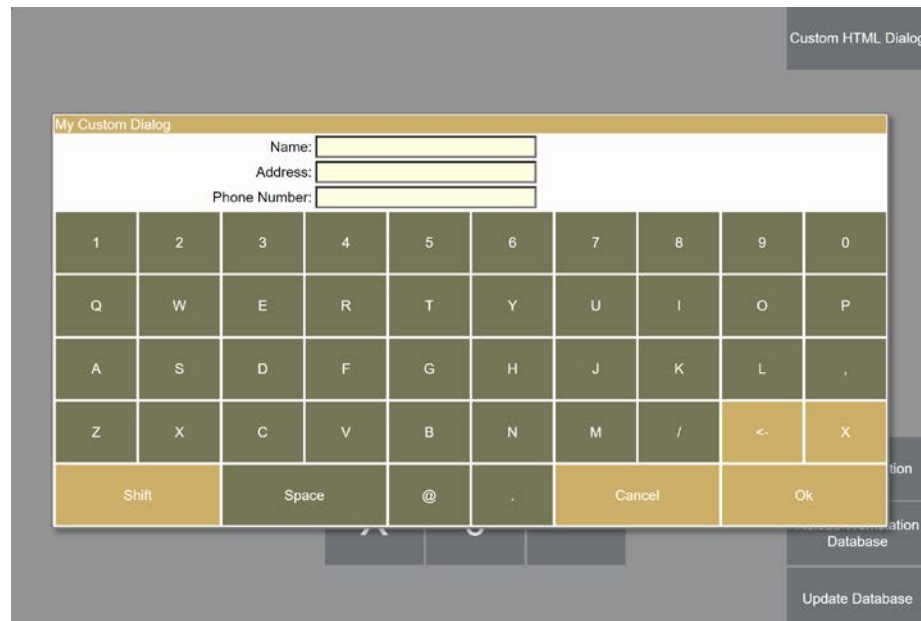 Custom HTML Dialog
My Custom Dialog
Name:
Address:
Phone Number:
1 2 3 4 5 6 7 8 9 0
Q W E R T Y U I O P
A S D F G H J K L ,
Z X C V B N M / <- X
Shift Space @ . Cancel Ok
Database
Update Database